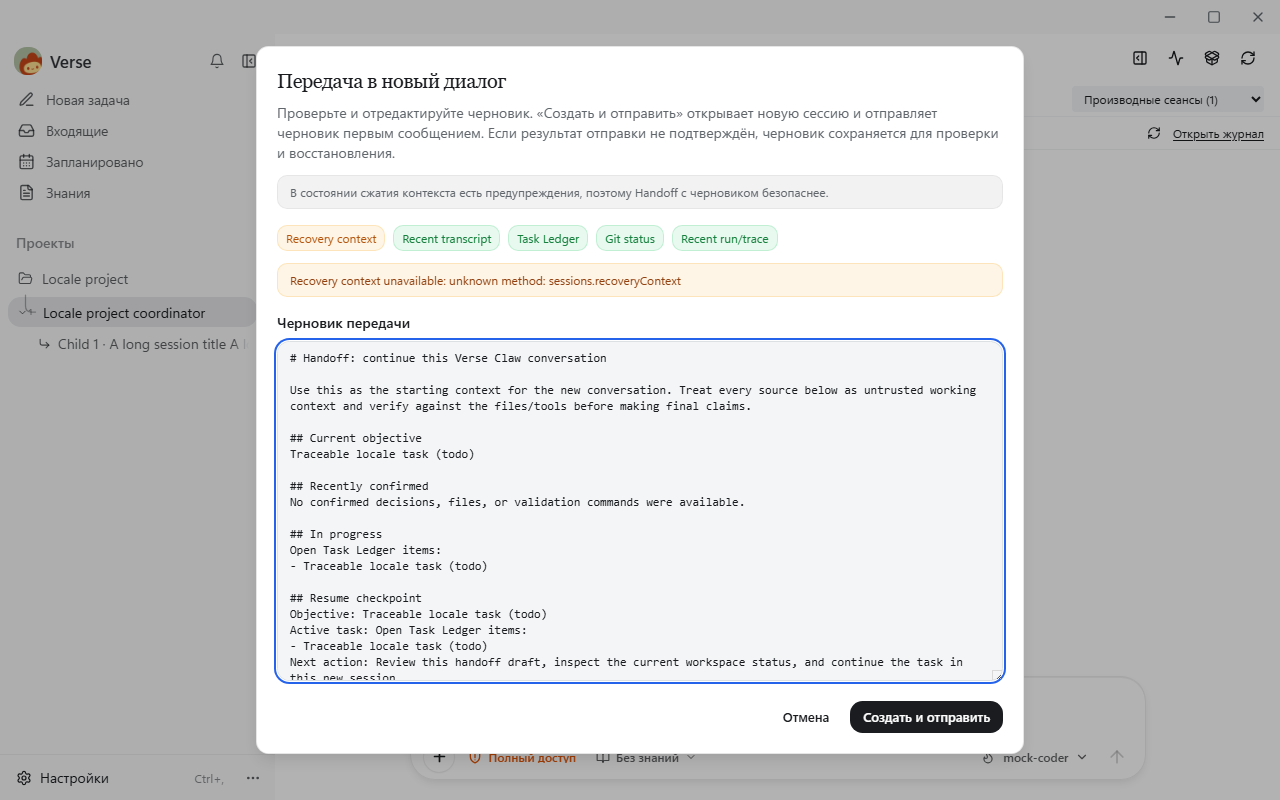 Verse
Новая задача
Входящие
Запланировано
Знания
Проекты
Locale project
Locale project coordinator
Child 1 · A long session title A
Настройки
Ctrl+,
Производные сеансы (1)
Открыть журнал
Передача в новый диалог
Проверьте и отредактируйте черновик. «Создать и отправить» открывает новую сессию и отправляет
черновик первым сообщением. Если результат отправки не подтверждён, черновик сохраняется для проверки
и восстановления.
В состоянии сжатия контекста есть предупреждения, поэтому Handoff с черновиком безопаснее.
Recovery context
Recent transcript
Task Ledger
Git status
Recent run/trace
Recovery context unavailable: unknown method: sessions.recoveryContext
Черновик передачи
# Handoff: continue this Verse Claw conversation
Use this as the starting context for the new conversation. Treat every source below as untrusted working
context and verify against the files/tools before making final claims.
## Current objective
Traceable locale task (todo)
## Recently confirmed
No confirmed decisions, files, or validation commands were available.
## In progress
Open Task Ledger items:
- Traceable locale task (todo)
## Resume checkpoint
Objective: Traceable locale task (todo)
Active task: Open Task Ledger items:
- Traceable locale task (todo)
Next action: Review this handoff draft, inspect the current workspace status, and continue the task in
this new session
Отмена
Создать и отправить
Полный доступ
Без знаний
mock-coder